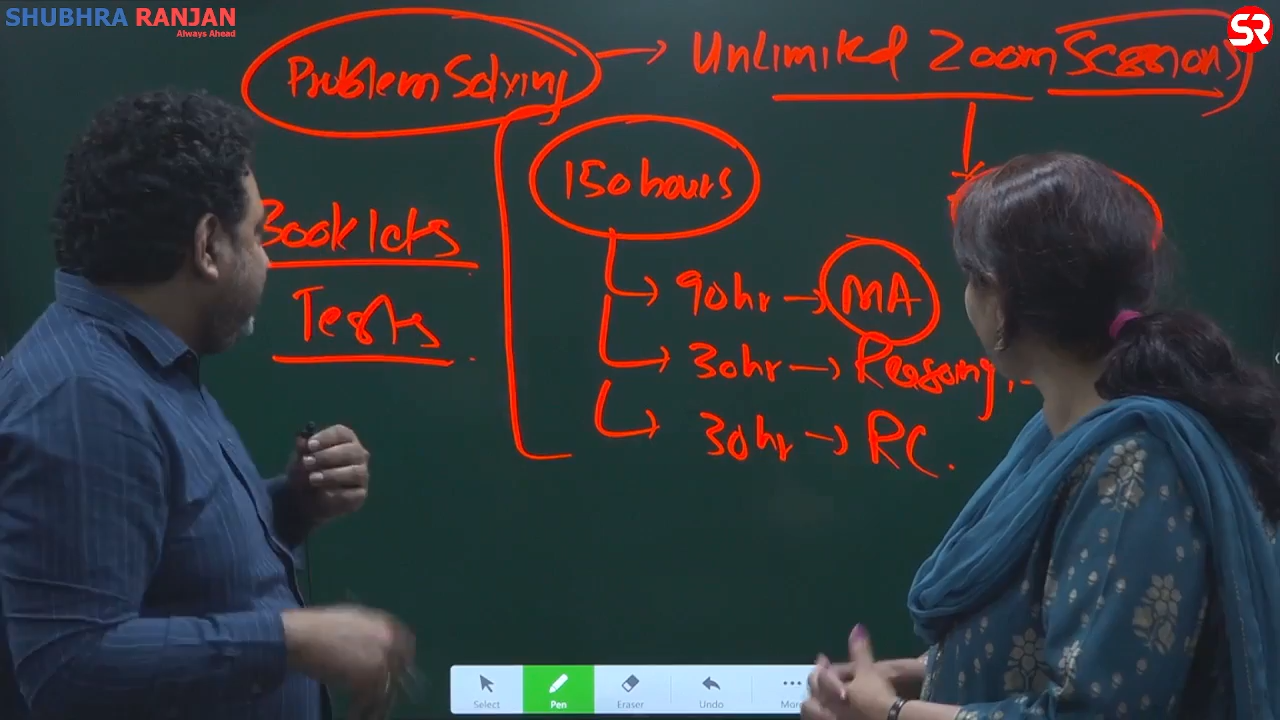 SHUBHRA RANJAN
Always Ahead
SR
Problem Solving → Unlimited Zoom Sessions
150 hours
Booklets
90hr → MA
Tests
30hr → Reasoning
30hr → RC.
Select Pen Eraser Undo